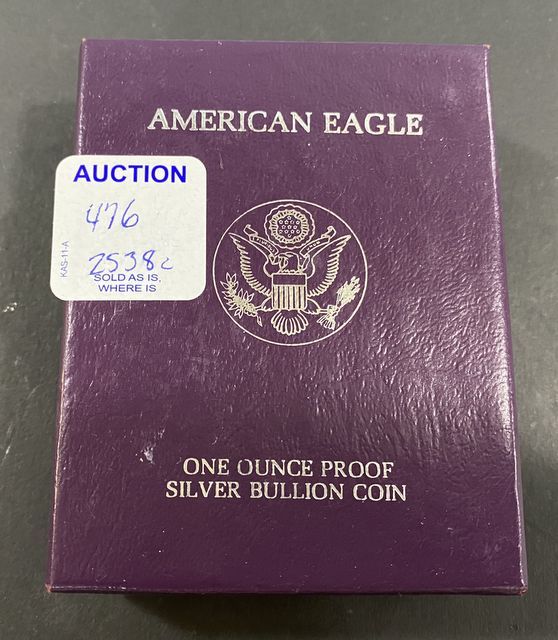 AMERICAN EAGLE
AUCTION
476
2538c
SOLD AS IS,
WHERE IS
KAS-11-A
ONE OUNCE PROOF
SILVER BULLION COIN